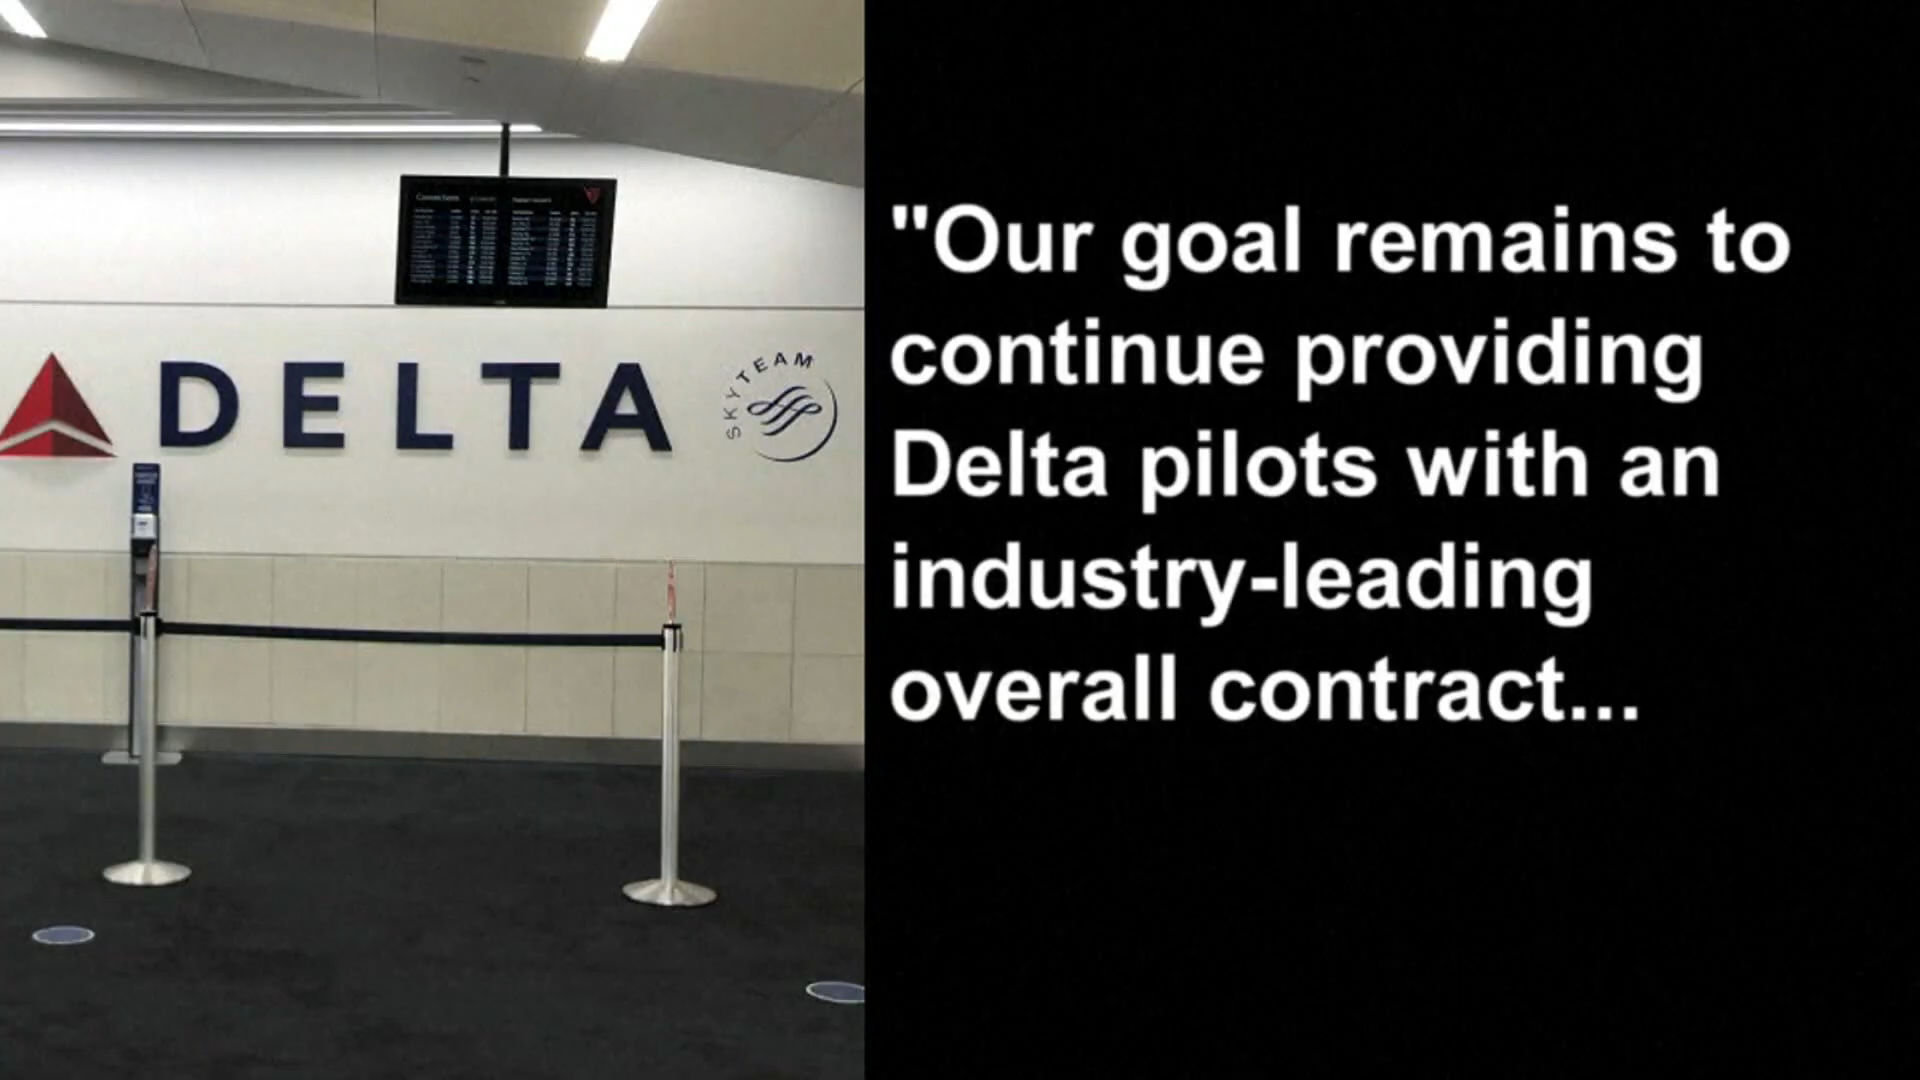 DELTA
SKYTEAM
"Our goal remains to
continue providing
Delta pilots with an
industry-leading
overall contract...